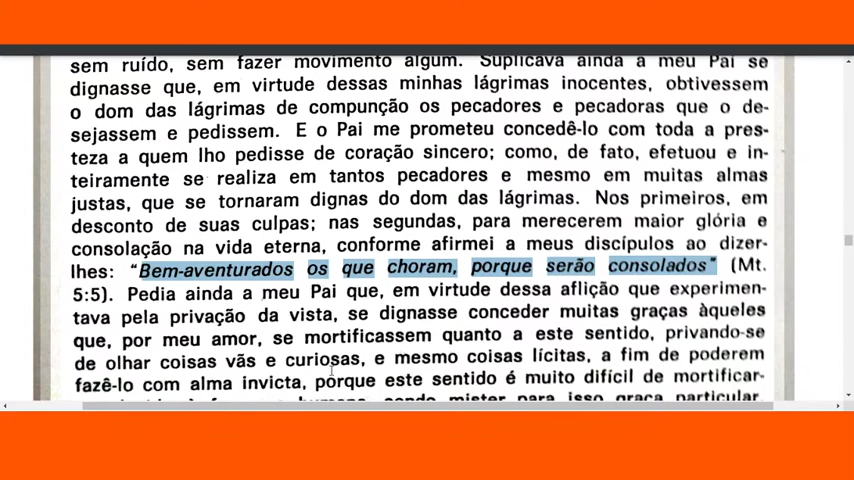 sem ruído, sem fazer movimento algum. Suplicava ainda a meu Pai se
dignasse que, em virtude dessas minhas lágrimas inocentes, obtivessem
o dom das lágrimas de compunção os pecadores e pecadoras que o de-
sejassem e pedissem. E o Pai me prometeu concedê-lo com toda a pres-
teza a quem lho pedisse de coração sincero; como, de fato, efetuou e in-
teiramente se realiza em tantos pecadores e mesmo em muitas almas
justas, que se tornaram dignas do dom das lágrimas. Nos primeiros, em
desconto de suas culpas; nas segundas, para merecerem maior glória e
consolação na vida eterna, conforme afirmei a meus discípulos ao dizer-
lhes: “Bem-aventurados os que choram, porque serão consolados” (Mt.
5:5). Pedia ainda a meu Pai que, em virtude dessa aflição que experimen-
tava pela privação da vista, se dignasse conceder muitas graças àqueles
que, por meu amor, se mortificassem quanto a este sentido, privando-se
de olhar coisas vãs e curiosas, e mesmo coisas lícitas, a fim de poderem
fazê-lo com alma invicta, porque este sentido é muito difícil de mortificar-
sendo mister para isso graça particular.